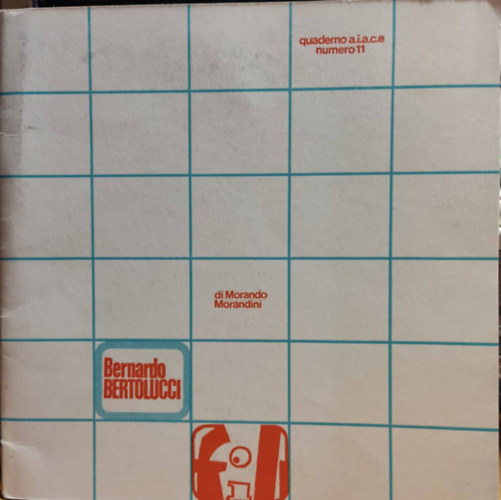 quaderno a.i.a.c.e
numero 11
di Morando
Morandini
Bernardo
BERTOLUCCI